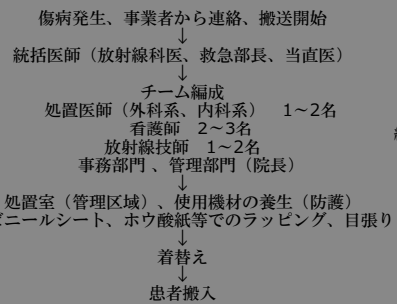 傷病発生、事業者から連絡、搬送開始
↓
統括医師（放射線科医、救急部長、当直医）
↓
チーム編成
処置医師（外科系、内科系）　1～2名
看護師　2～3名
放射線技師　1～2名
事務部門 、管理部門（院長）
↓
処置室（管理区域）、使用機材の養生（防護）
ビニールシート、ホウ酸紙等でのラッピング、目張り
↓
着替え
↓
患者搬入